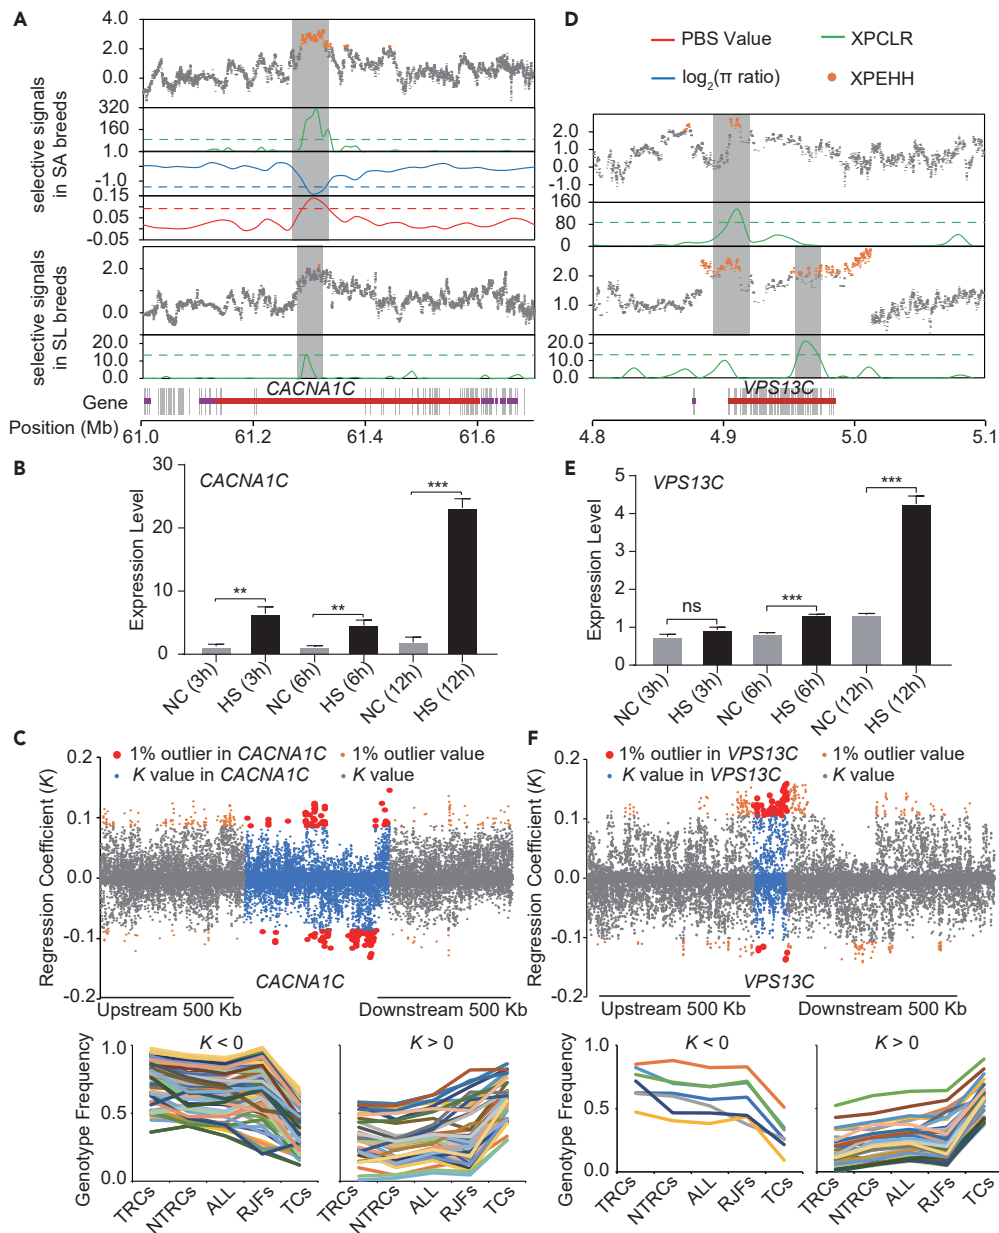 A
selective signals
in SA breeds
4.0
2.0
0.0
320
160
1.0
-1.0
0.15
0.05
-0.05
selective signals
in SL breeds
2.0
0.0
20.0
10.0
0.0
CACNA1C
Gene
Position (Mb)
61.0
61.2
61.4
61.6
D
PBS Value
XPCLR
log2(π ratio)
XPEHH
2.0
1.0
0.0
-1.0
160
80
0
2.0
1.0
20.0
10.0
0.0
VPS13C
4.8
4.9
5.0
5.1
B
CACNA1C
Expression Level
30
20
10
0
**
**
***
NC (3h)
HS (3h)
NC (6h)
HS (6h)
NC (12h)
HS (12h)
E
VPS13C
Expression Level
5
4
3
2
1
0
ns
***
***
NC (3h)
HS (3h)
NC (6h)
HS (6h)
NC (12h)
HS (12h)
C
1% outlier in CACNA1C
1% outlier value
K value in CACNA1C
K value
Regression Coefficient (K)
0.2
0.1
0.0
-0.1
-0.2
CACNA1C
Upstream 500 Kb
Downstream 500 Kb
Genotype Frequency
1.0
0.5
0.0
K < 0
K > 0
TRCs
NTRCs
ALL
RJFs
TCs
TRCs
NTRCs
ALL
RJFs
TCs
F
1% outlier in VPS13C
1% outlier value
K value in VPS13C
K value
Regression Coefficient (K)
0.2
0.1
0.0
-0.1
-0.2
VPS13C
Upstream 500 Kb
Downstream 500 Kb
Genotype Frequency
1.0
0.5
0.0
K < 0
K > 0
TRCs
NTRCs
ALL
RJFs
TCs
TRCs
NTRCs
ALL
RJFs
TCs